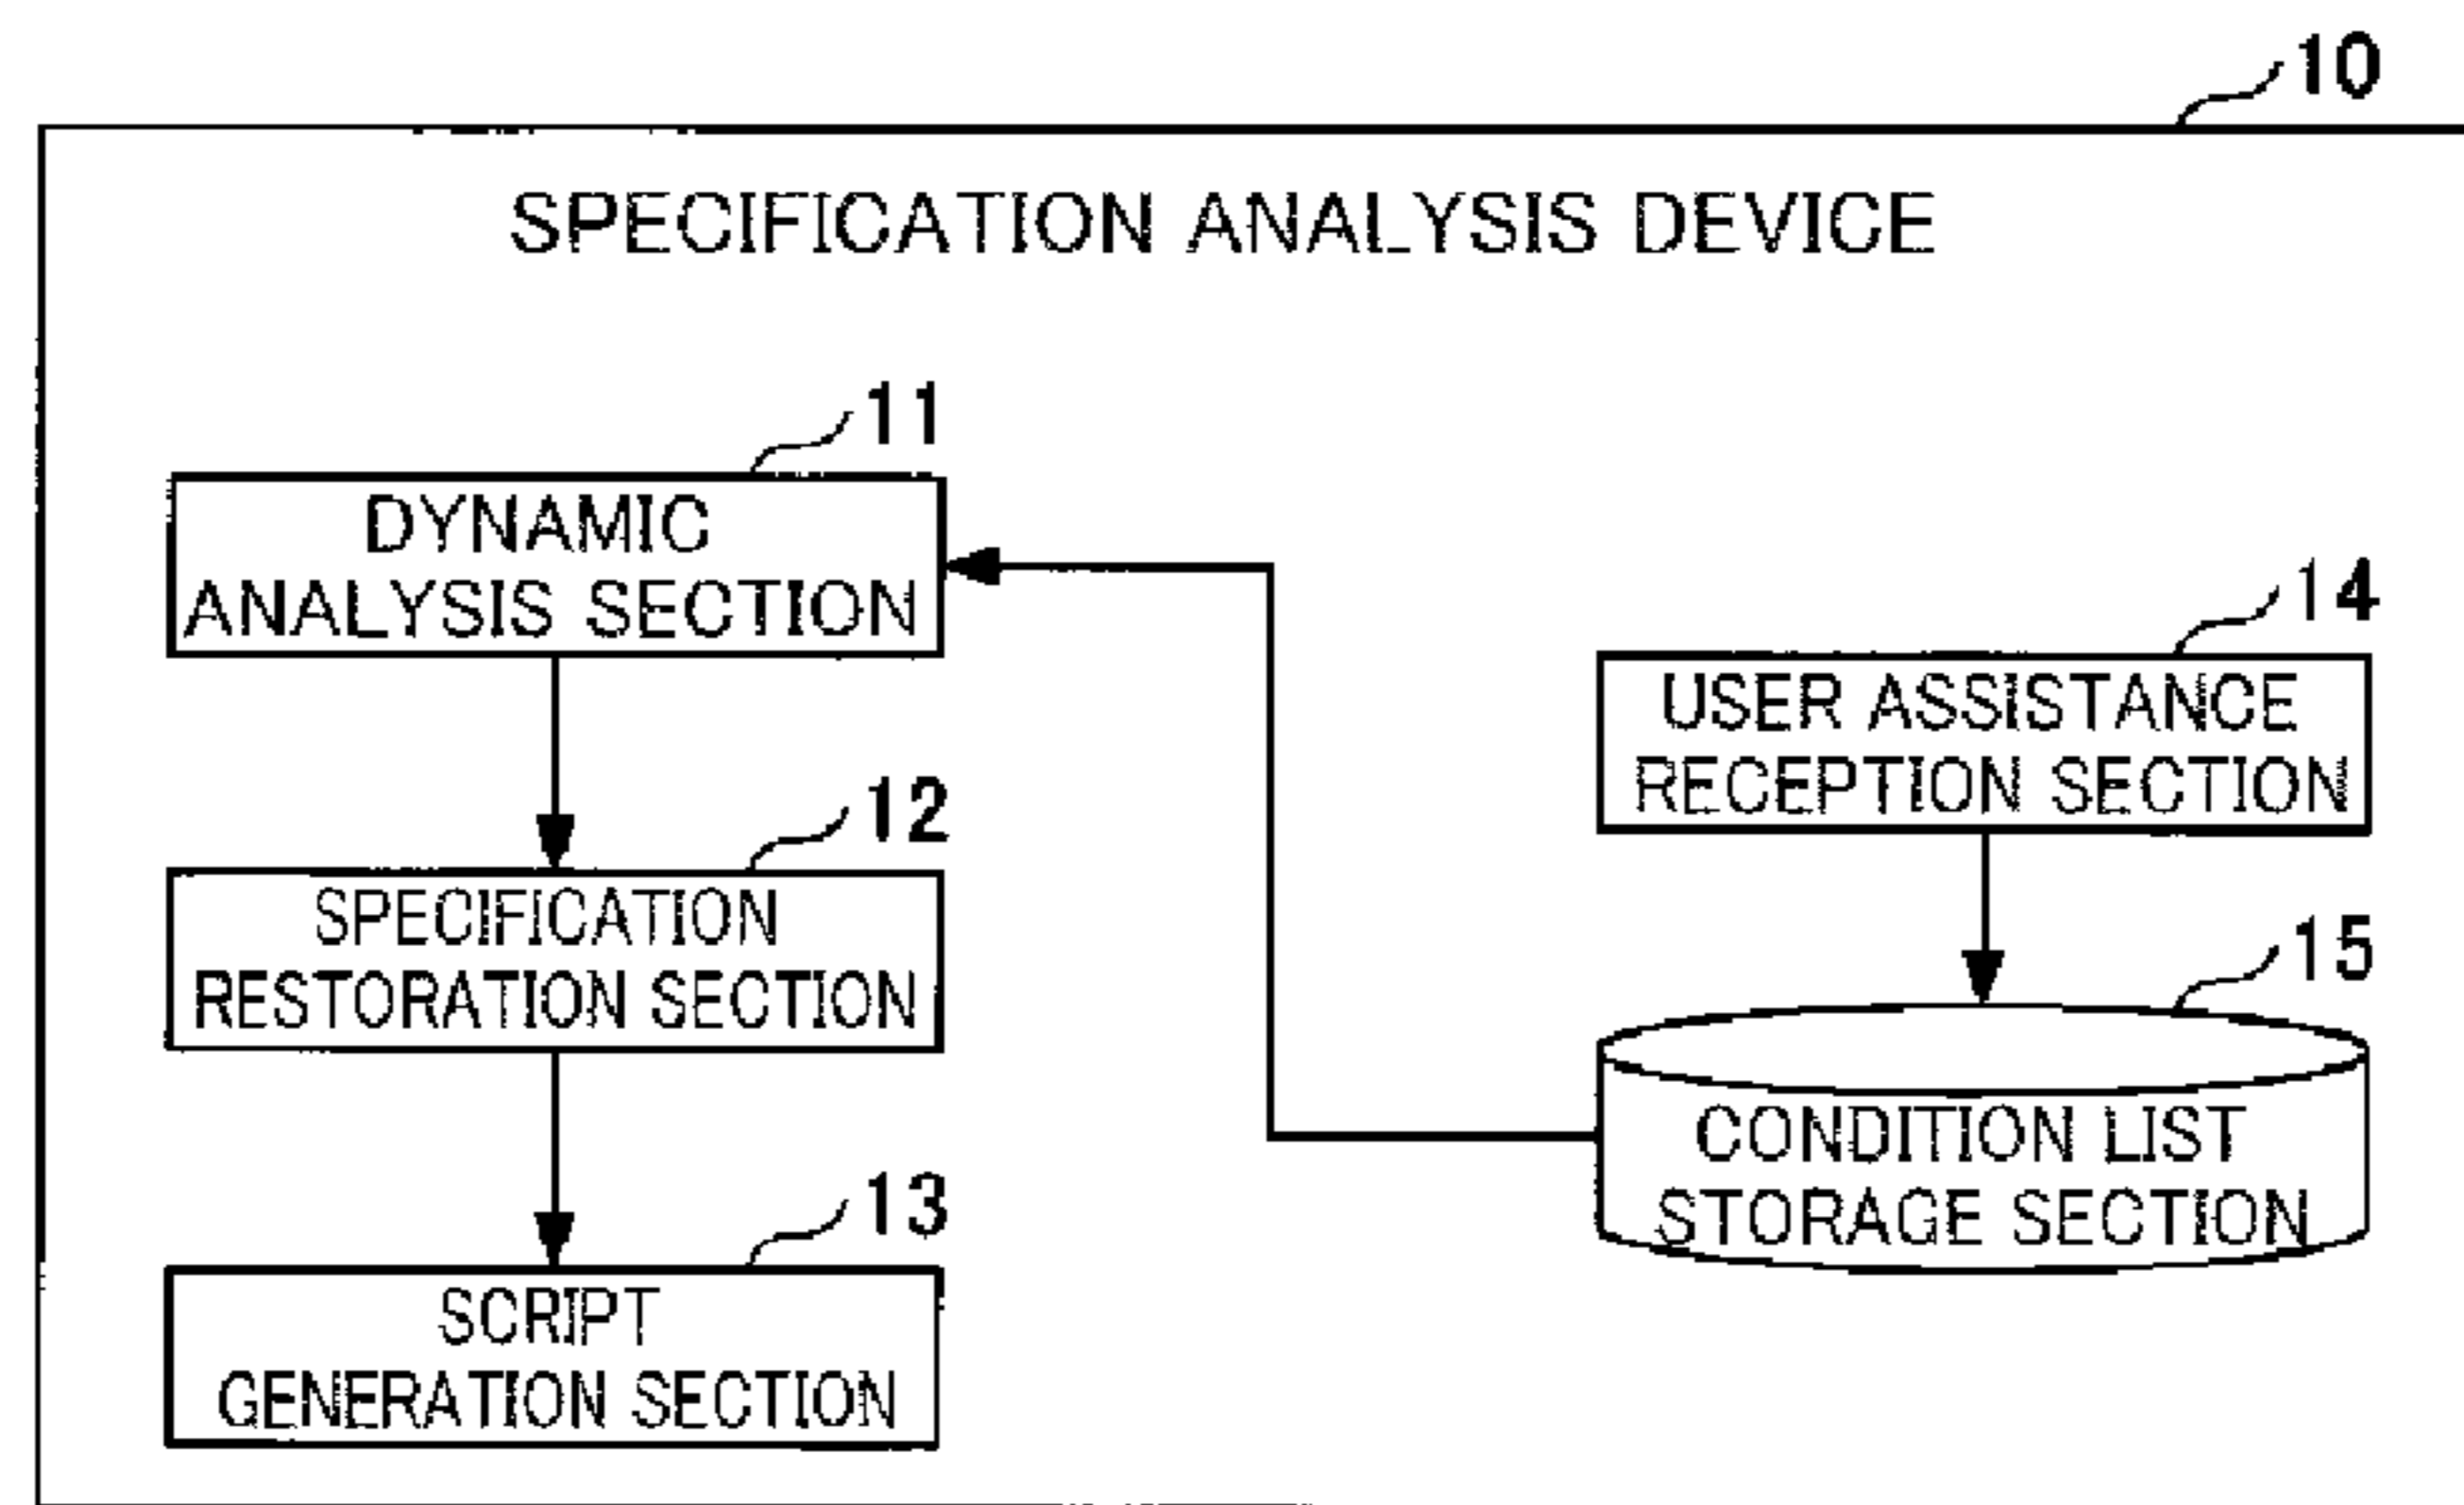 10
SPECIFICATION ANALYSIS DEVICE
11
DYNAMIC
ANALYSIS SECTION
12
SPECIFICATION
RESTORATION SECTION
13
SCRIPT
GENERATION SECTION
14
USER ASSISTANCE
RECEPTION SECTION
15
CONDITION LIST
STORAGE SECTION